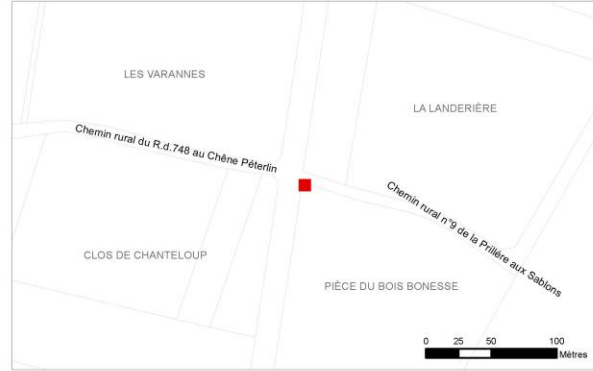 LES VARANNES
LA LANDERIÈRE
Chemin rural du R.d.748 au Chêne Péterlin
Chemin rural n°9 de la Prillére aux Sablons
CLOS DE CHANTELOUP
PIÈCE DU BOIS BONESSE
0 25 50 100
Mètres